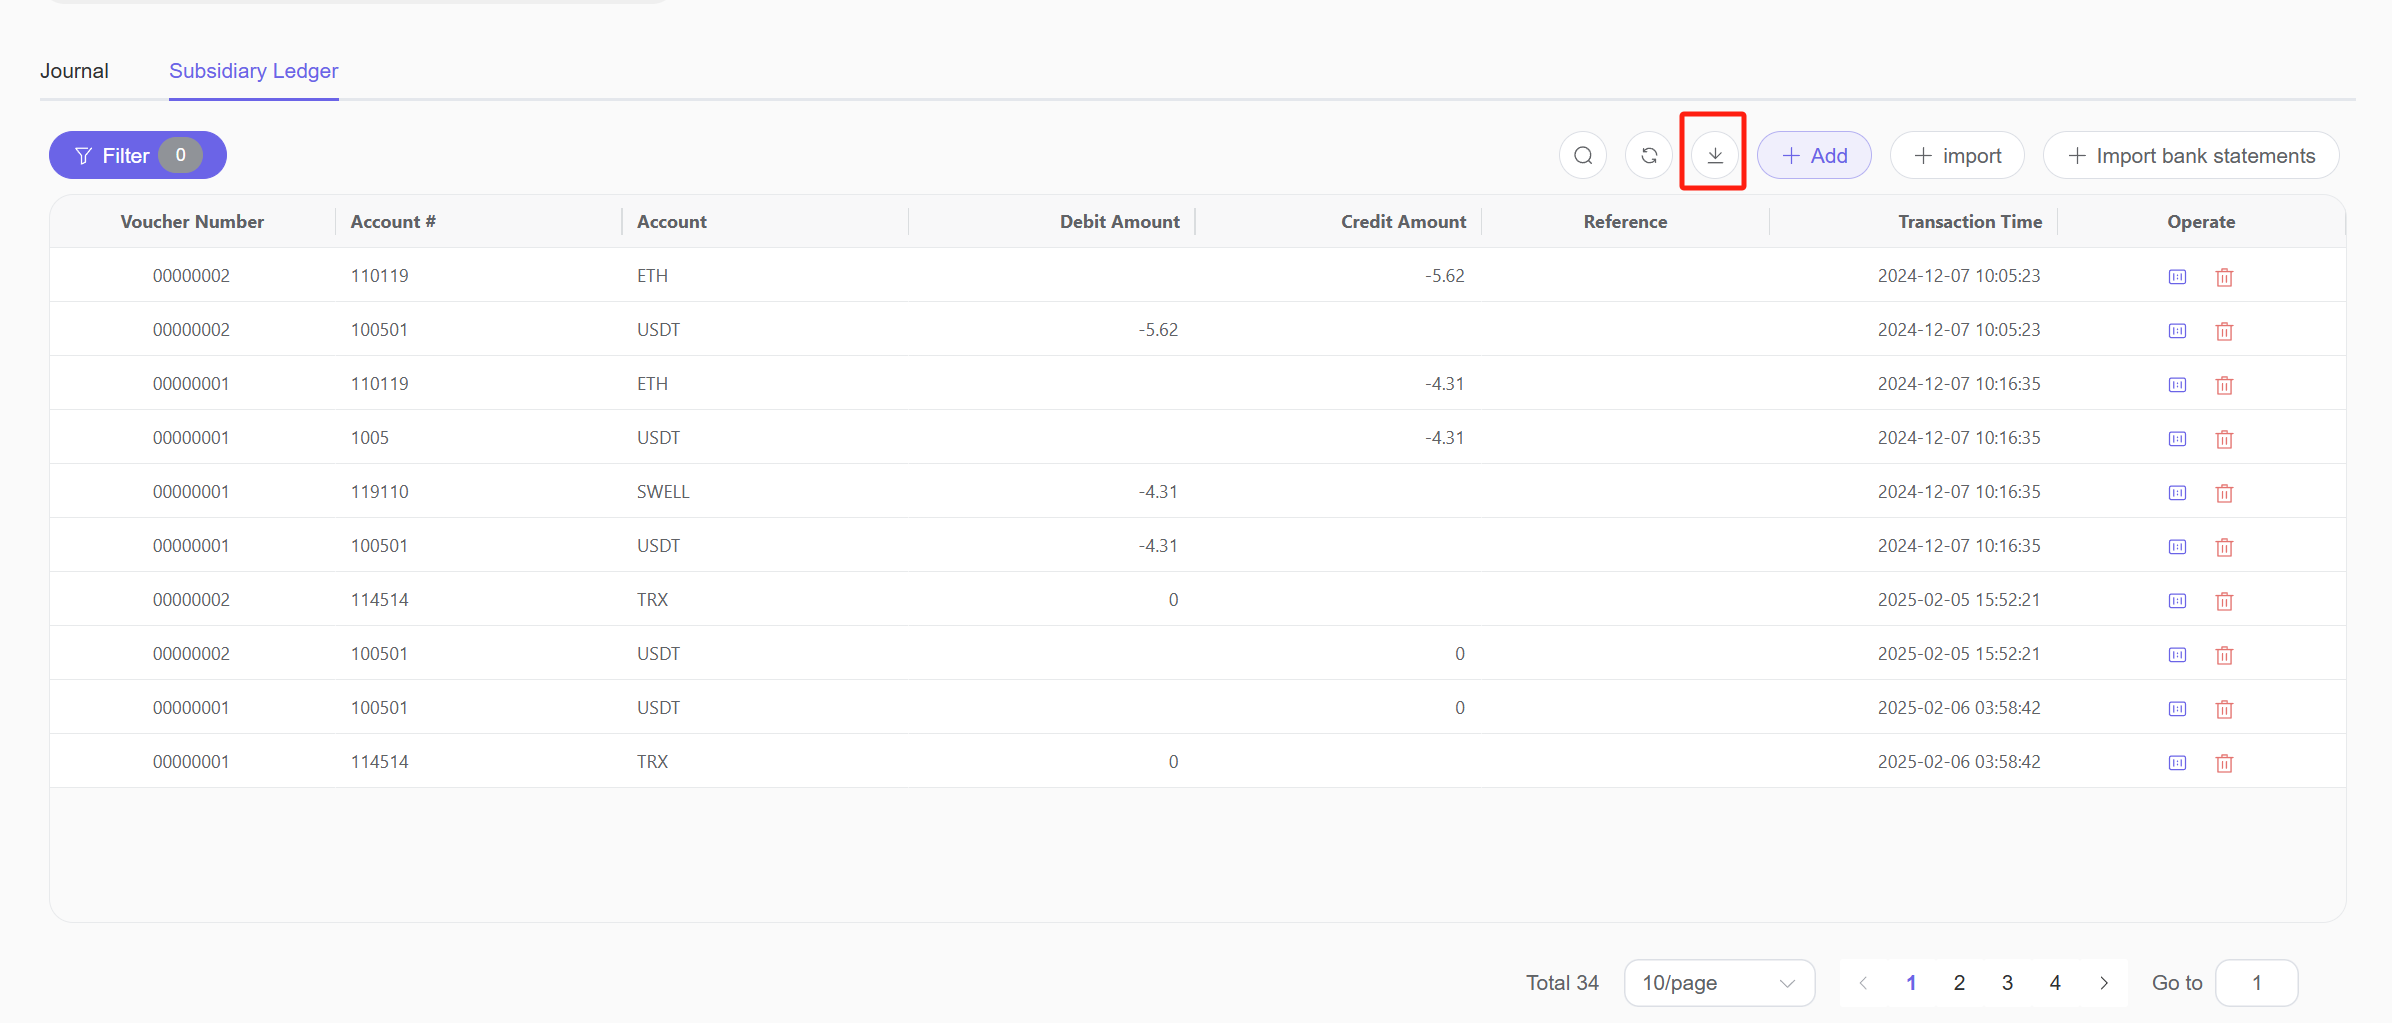 Journal Subsidiary Ledger
Filter 0 Add import Import bank statements
Voucher Number Account # Account Debit Amount Credit Amount Reference Transaction Time Operate
00000002 110119 ETH -5.62 2024-12-07 10:05:23
00000002 100501 USDT -5.62 2024-12-07 10:05:23
00000001 110119 ETH -4.31 2024-12-07 10:16:35
00000001 1005 USDT -4.31 2024-12-07 10:16:35
00000001 119110 SWELL -4.31 2024-12-07 10:16:35
00000001 100501 USDT -4.31 2024-12-07 10:16:35
00000002 114514 TRX 0 2025-02-05 15:52:21
00000002 100501 USDT 0 2025-02-05 15:52:21
00000001 100501 USDT 0 2025-02-06 03:58:42
00000001 114514 TRX 0 2025-02-06 03:58:42
Total 34 10/page 1 2 3 4 Go to 1